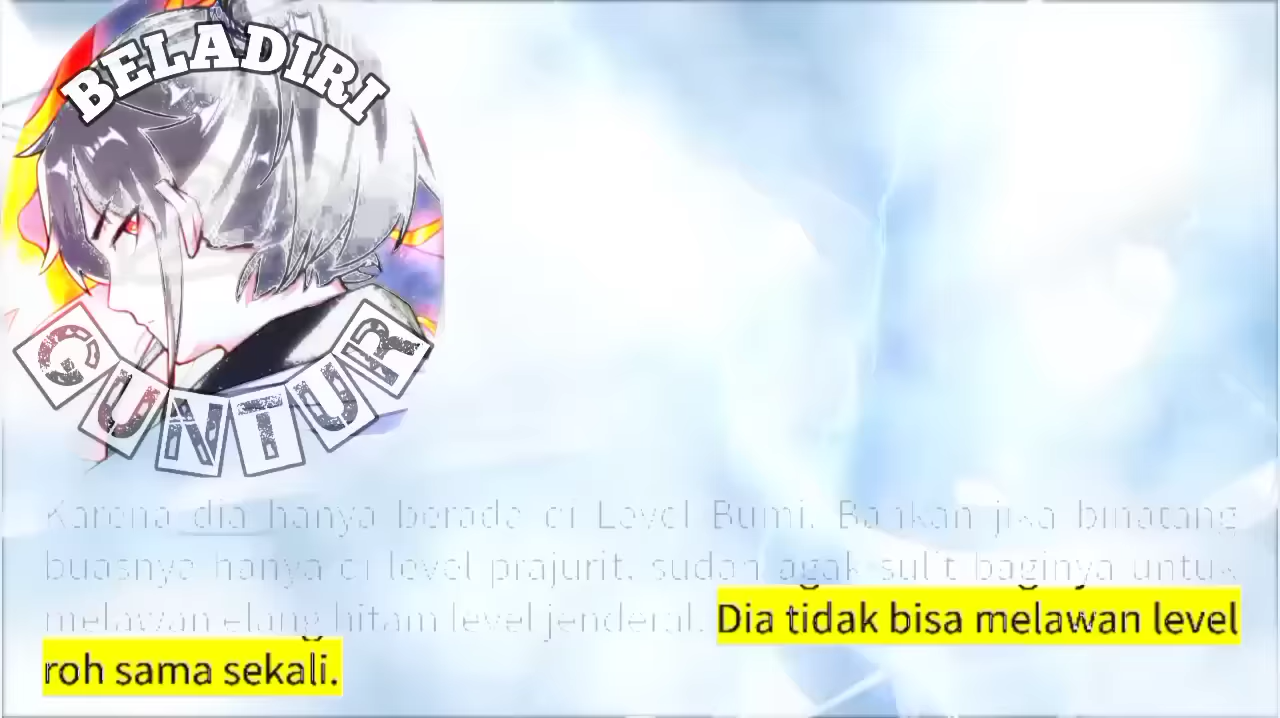 BELADIRI
GUNTUR
Karena dia hanya berada di Level Bumi. Bahkan jika binatang
buasnya hanya di level prajurit, sudah agak sulit baginya untuk
melawan elang hitam level jenderal. Dia tidak bisa melawan level
roh sama sekali.